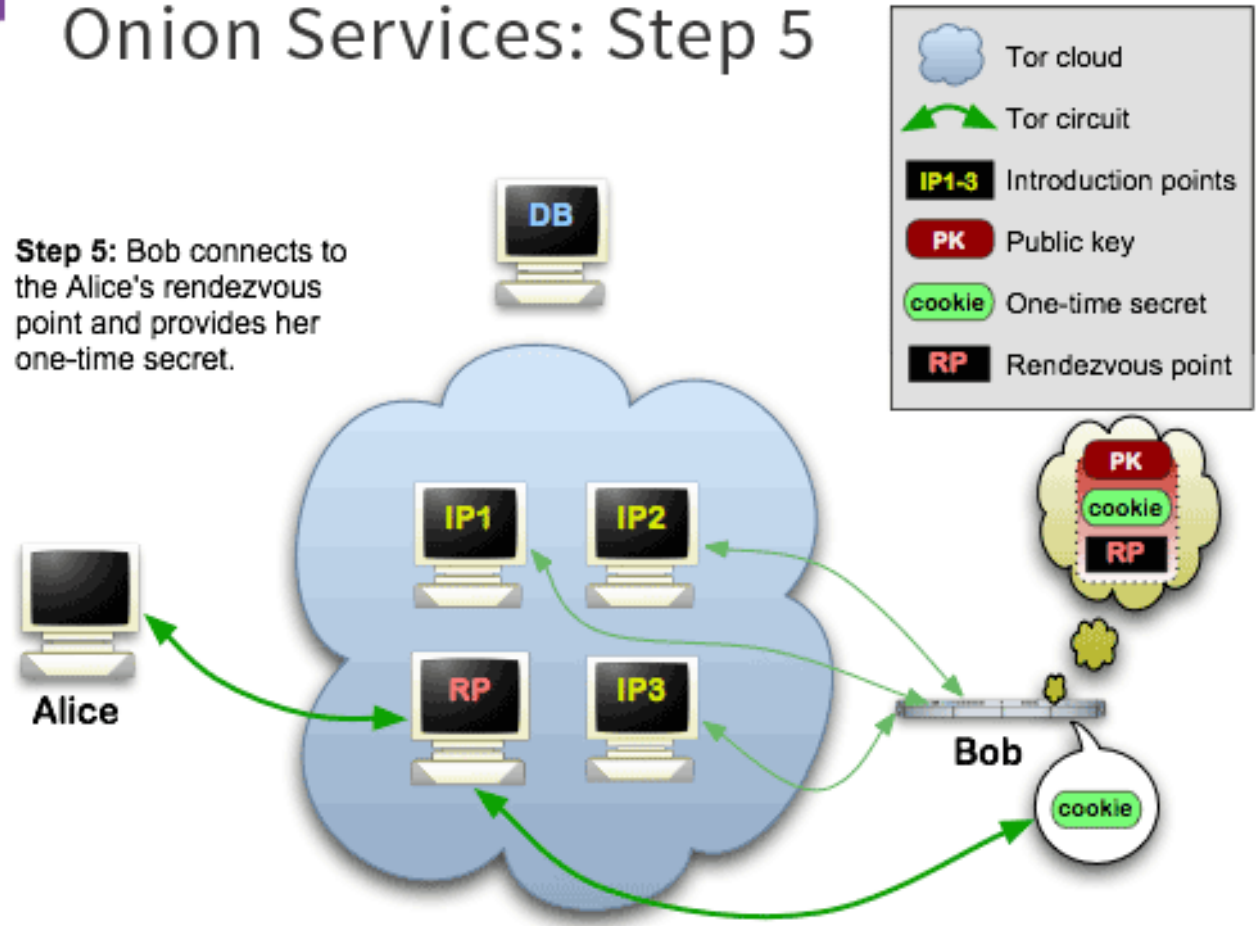 Onion Services: Step 5
Tor cloud
Tor circuit
IP1-3 Introduction points
PK Public key
cookie One-time secret
RP Rendezvous point
DB
Step 5: Bob connects to
the Alice's rendezvous
point and provides her
one-time secret.
PK
cookie
RP
IP1
IP2
RP
IP3
Alice
Bob
cookie